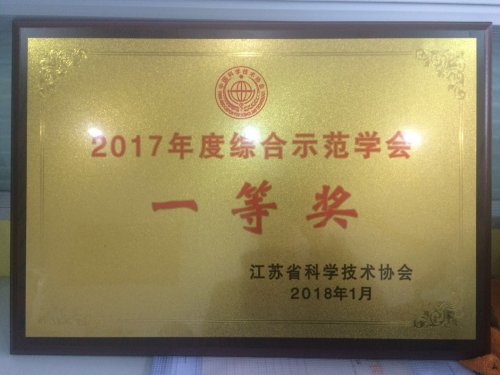 2017年度综合示范学会
一等奖
江苏省科学技术协会
2018年1月